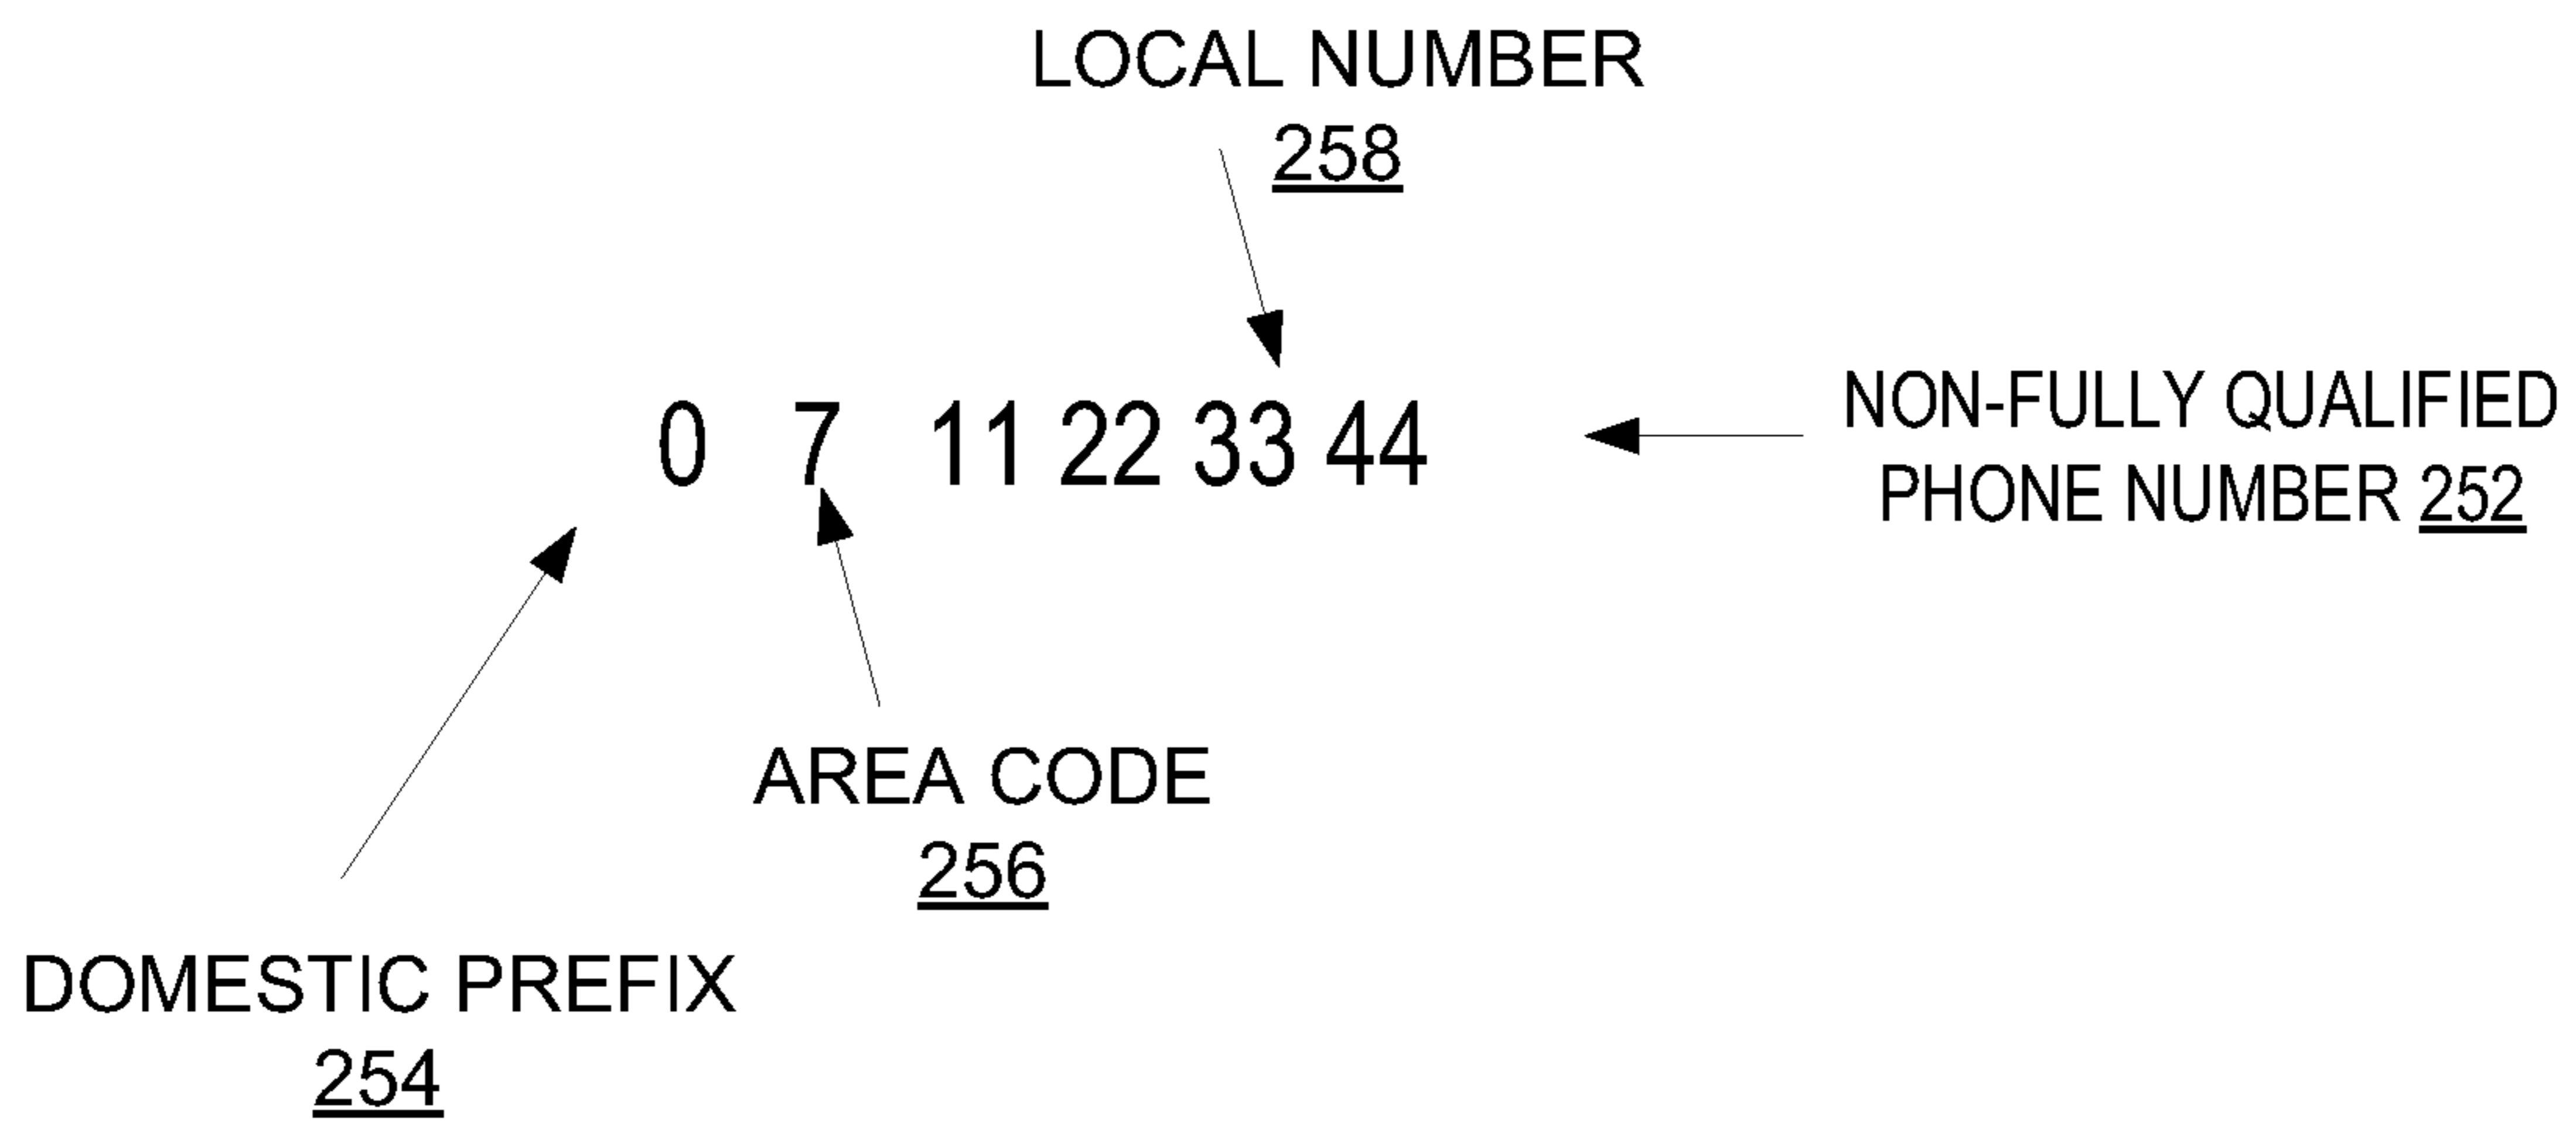 LOCAL NUMBER
258
0 7 11 22 33 44
NON-FULLY QUALIFIED
PHONE NUMBER 252
AREA CODE
256
DOMESTIC PREFIX
254